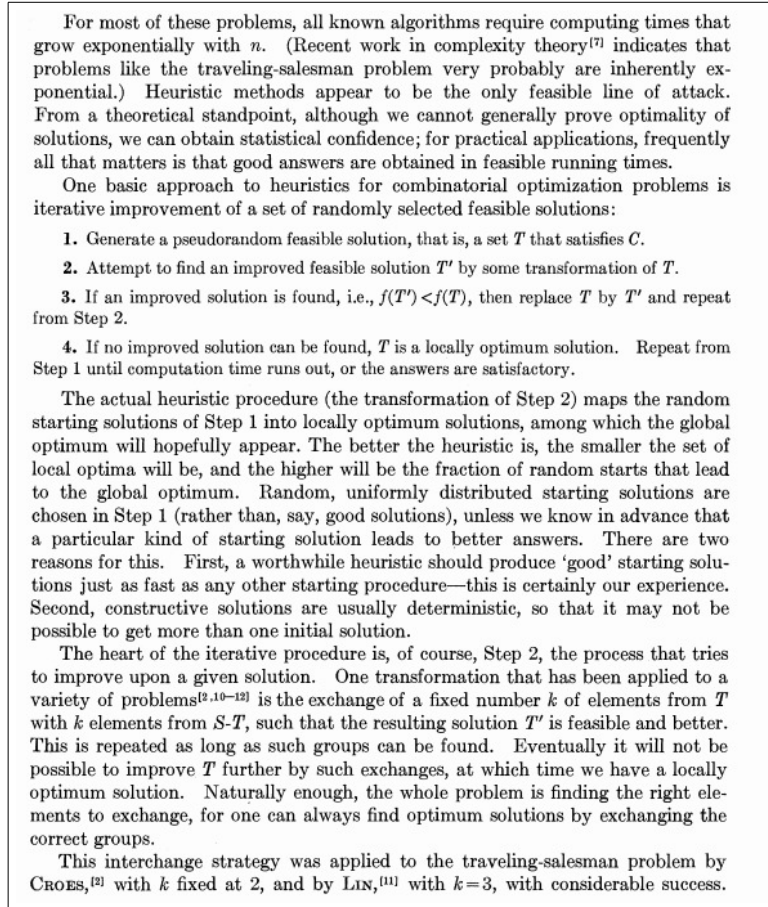 For most of these problems, all known algorithms require computing times that
grow exponentially with n. (Recent work in complexity theory[7] indicates that
problems like the traveling-salesman problem very probably are inherently ex-
ponential.) Heuristic methods appear to be the only feasible line of attack.
From a theoretical standpoint, although we cannot generally prove optimality of
solutions, we can obtain statistical confidence; for practical applications, frequently
all that matters is that good answers are obtained in feasible running times.
One basic approach to heuristics for combinatorial optimization problems is
iterative improvement of a set of randomly selected feasible solutions:
1. Generate a pseudorandom feasible solution, that is, a set T that satisfies C.
2. Attempt to find an improved feasible solution T′ by some transformation of T.
3. If an improved solution is found, i.e., f(T′)<f(T), then replace T by T′ and repeat
from Step 2.
4. If no improved solution can be found, T is a locally optimum solution. Repeat from
Step 1 until computation time runs out, or the answers are satisfactory.
The actual heuristic procedure (the transformation of Step 2) maps the random
starting solutions of Step 1 into locally optimum solutions, among which the global
optimum will hopefully appear. The better the heuristic is, the smaller the set of
local optima will be, and the higher will be the fraction of random starts that lead
to the global optimum. Random, uniformly distributed starting solutions are
chosen in Step 1 (rather than, say, good solutions), unless we know in advance that
a particular kind of starting solution leads to better answers. There are two
reasons for this. First, a worthwhile heuristic should produce ‘good’ starting solu-
tions just as fast as any other starting procedure—this is certainly our experience.
Second, constructive solutions are usually deterministic, so that it may not be
possible to get more than one initial solution.
The heart of the iterative procedure is, of course, Step 2, the process that tries
to improve upon a given solution. One transformation that has been applied to a
variety of problems[2,10–12] is the exchange of a fixed number k of elements from T
with k elements from S-T, such that the resulting solution T′ is feasible and better.
This is repeated as long as such groups can be found. Eventually it will not be
possible to improve T further by such exchanges, at which time we have a locally
optimum solution. Naturally enough, the whole problem is finding the right ele-
ments to exchange, for one can always find optimum solutions by exchanging the
correct groups.
This interchange strategy was applied to the traveling-salesman problem by
CROES,[2] with k fixed at 2, and by LIN,[11] with k=3, with considerable success.